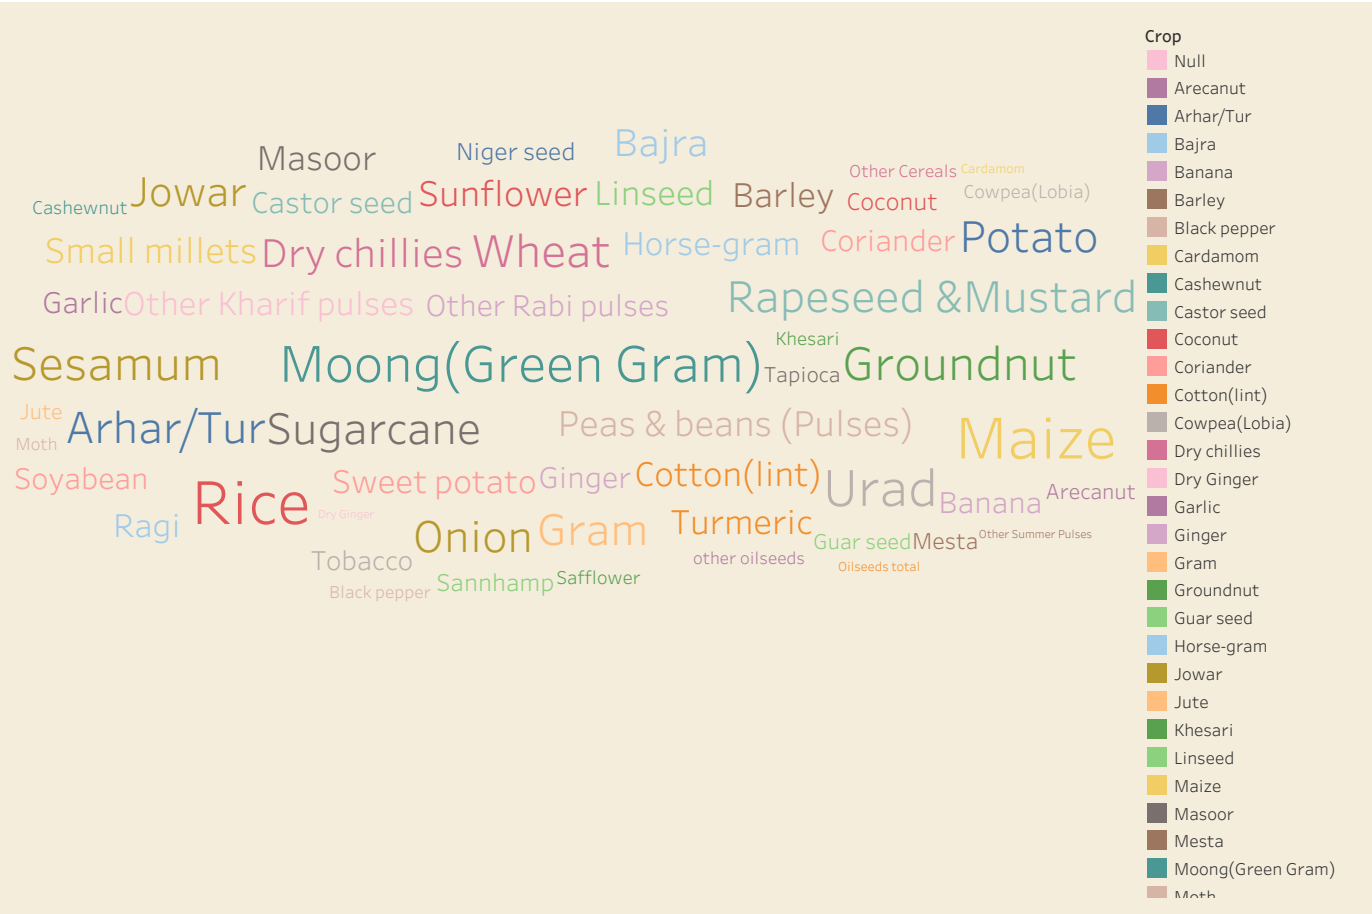 Masoor
Niger seed
Bajra
Other Cereals
Cardamom
Cashewnut
Jowar
Castor seed
Sunflower
Linseed
Barley
Coconut
Cowpea(Lobia)
Small millets
Dry chillies
Wheat
Horse-gram
Coriander
Potato
Garlic
Other Kharif pulses
Other Rabi pulses
Rapeseed &Mustard
Sesamum
Moong(Green Gram)
Khesari
Tapioca
Groundnut
Jute
Moth
Arhar/Tur
Sugarcane
Peas & beans (Pulses)
Maize
Soyabean
Rice
Sweet potato
Ginger
Cotton(lint)
Urad
Banana
Arecanut
Ragi
Dry Ginger
Onion
Gram
Turmeric
Guar seed
Mesta
Other Summer Pulses
Tobacco
other oilseeds
Oilseeds total
Black pepper
Sannhamp
Safflower
Crop
Null
Arecanut
Arhar/Tur
Bajra
Banana
Barley
Black pepper
Cardamom
Cashewnut
Castor seed
Coconut
Coriander
Cotton(lint)
Cowpea(Lobia)
Dry chillies
Dry Ginger
Garlic
Ginger
Gram
Groundnut
Guar seed
Horse-gram
Jowar
Jute
Khesari
Linseed
Maize
Masoor
Mesta
Moong(Green Gram)
Moth